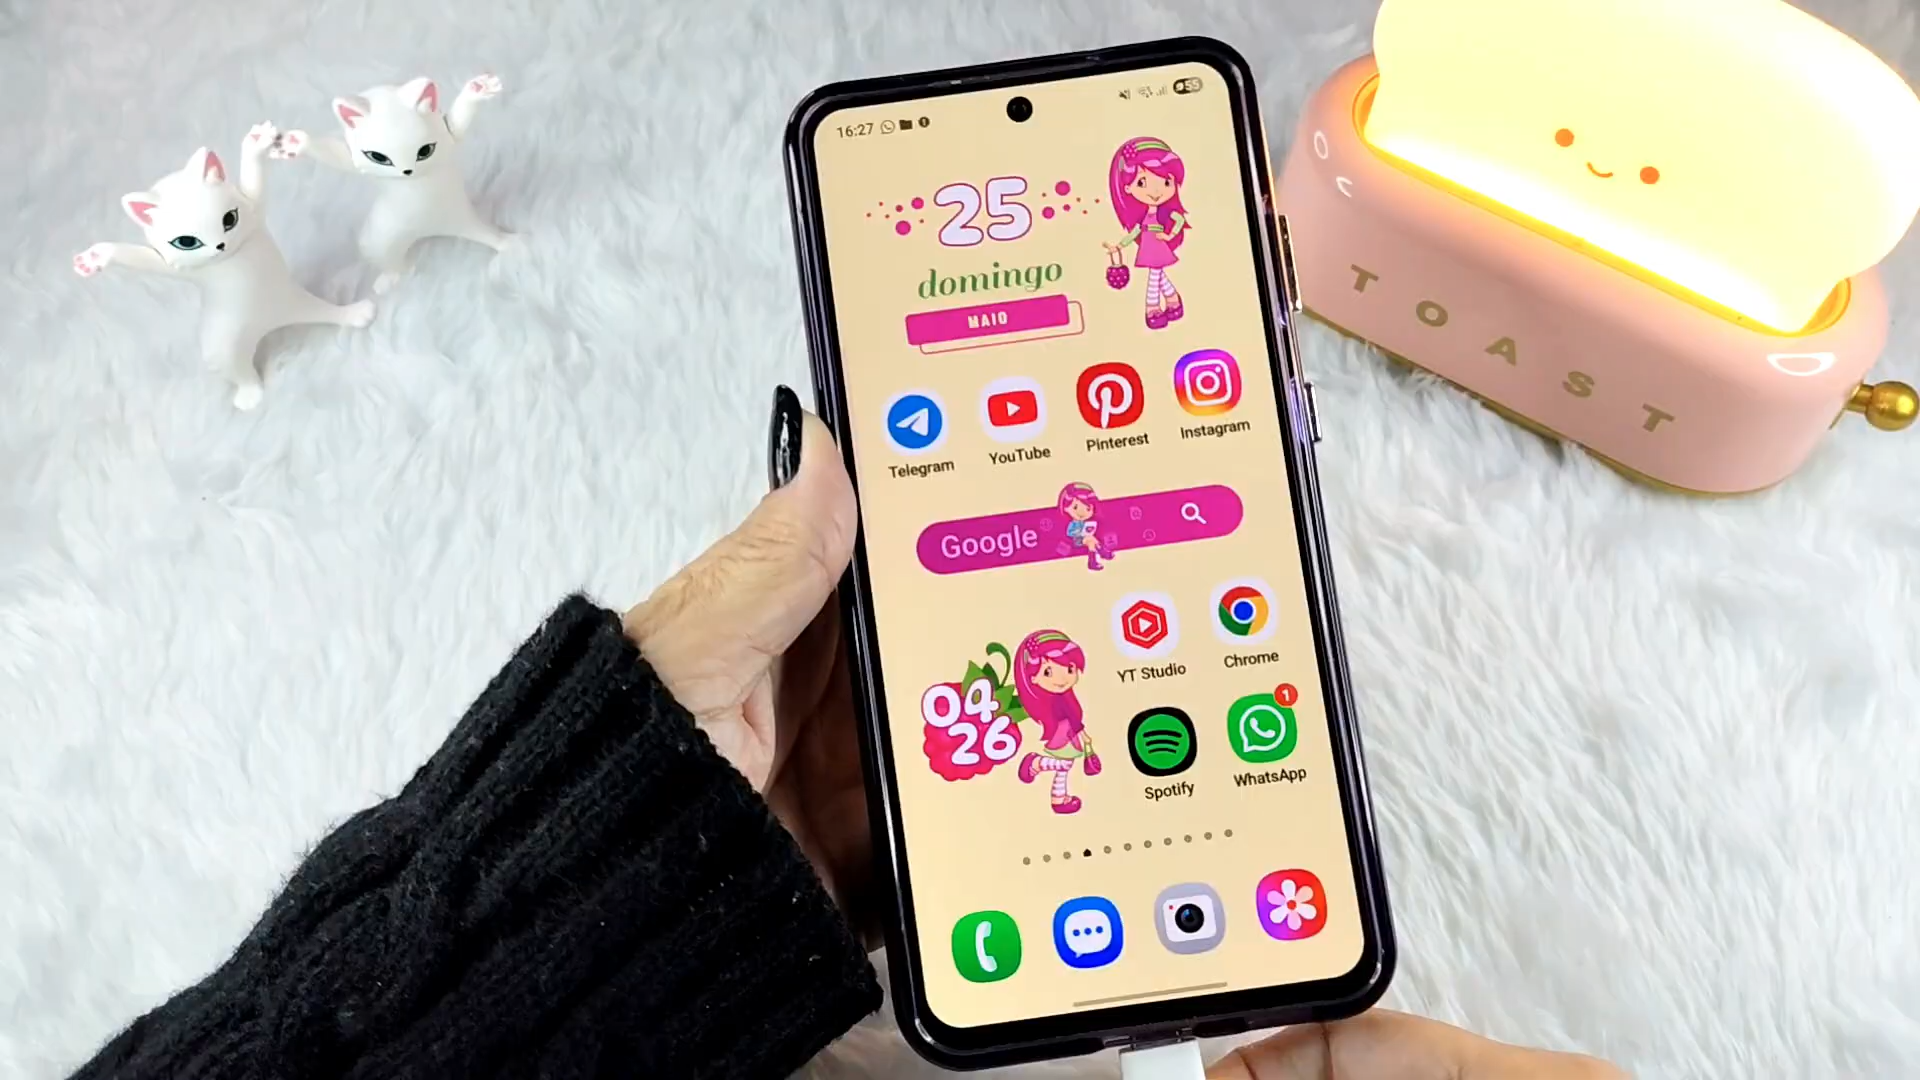 16:27
55
25
domingo
MAIO
Telegram
YouTube
Pinterest
Instagram
Google
YT Studio
Chrome
04
26
Spotify
1
WhatsApp
TOAST